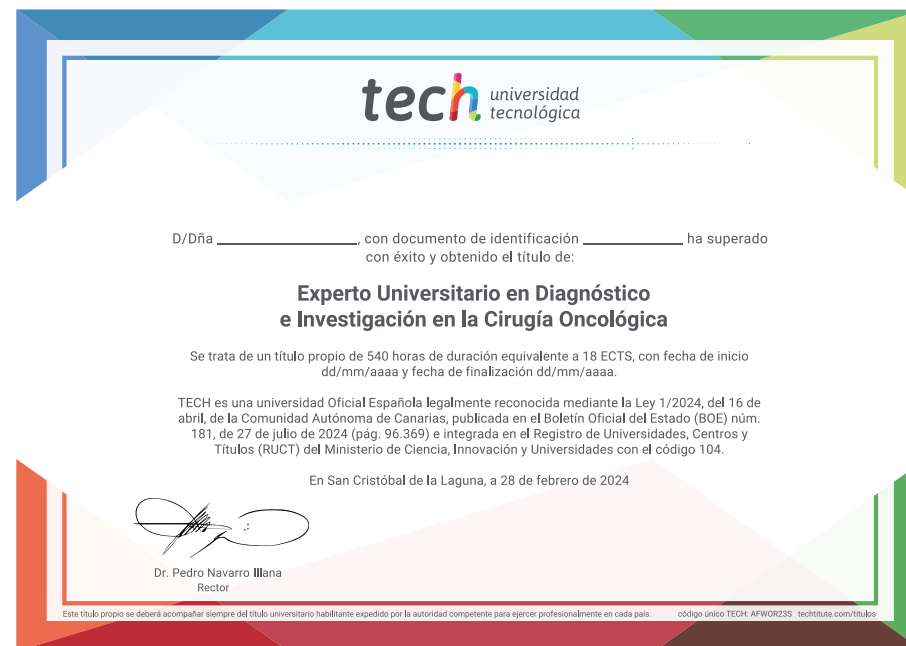 tech universidad
tecnológica
D/Dña ____________________, con documento de identificación ______________ ha superado
con éxito y obtenido el título de:
Experto Universitario en Diagnóstico
e Investigación en la Cirugía Oncológica
Se trata de un título propio de 540 horas de duración equivalente a 18 ECTS, con fecha de inicio
dd/mm/aaaa y fecha de finalización dd/mm/aaaa.
TECH es una universidad Oficial Española legalmente reconocida mediante la Ley 1/2024, del 16 de
abril, de la Comunidad Autónoma de Canarias, publicada en el Boletín Oficial del Estado (BOE) núm.
181, de 27 de julio de 2024 (pág. 96.369) e integrada en el Registro de Universidades, Centros y
Títulos (RUCT) del Ministerio de Ciencia, Innovación y Universidades con el código 104.
En San Cristóbal de la Laguna, a 28 de febrero de 2024
Dr. Pedro Navarro Illana
Rector
Este título propio se deberá acompañar siempre del título universitario habilitante expedido por la autoridad competente para ejercer profesionalmente en cada país. código único TECH: AFWOR23S techtitute.com/titulos